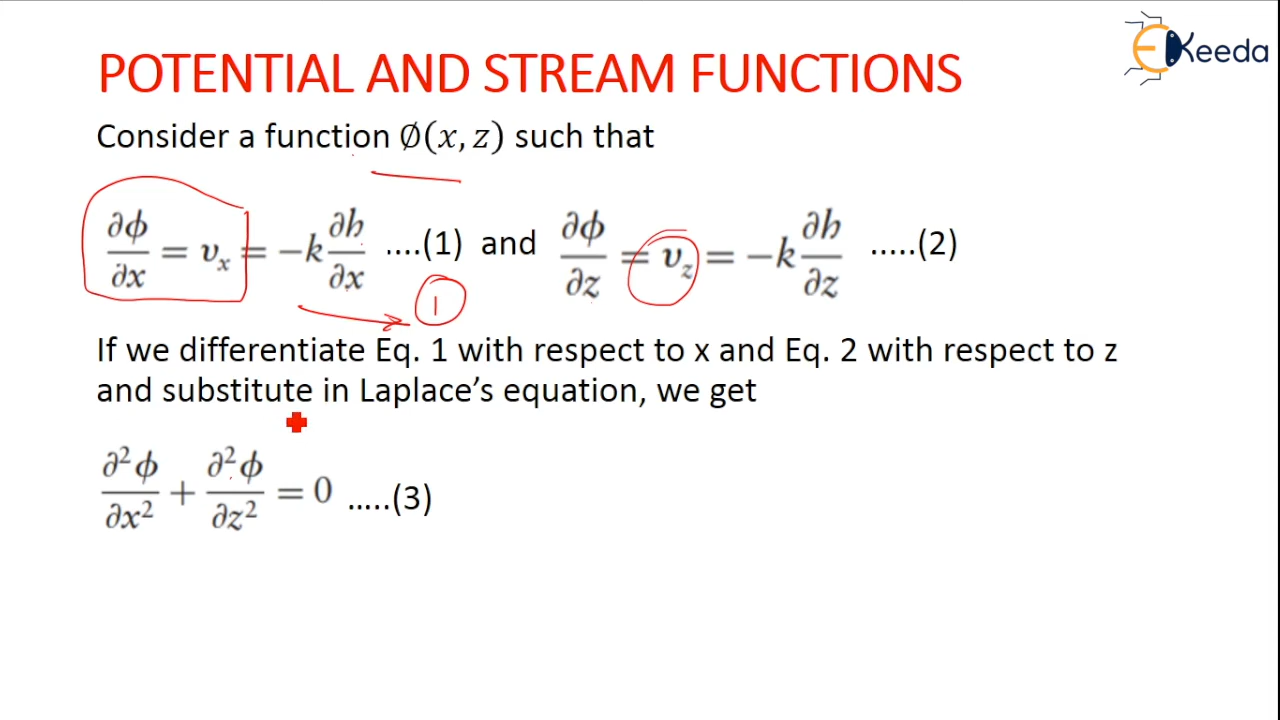 EKeeda
POTENTIAL AND STREAM FUNCTIONS
Consider a function ∅(x, z) such that
∂ϕ/∂x = v_x = −k ∂h/∂x ....(1) and ∂ϕ/∂z = v_z = −k ∂h/∂z .....(2)
1
If we differentiate Eq. 1 with respect to x and Eq. 2 with respect to z
and substitute in Laplace’s equation, we get
∂²ϕ/∂x² + ∂²ϕ/∂z² = 0 .....(3)